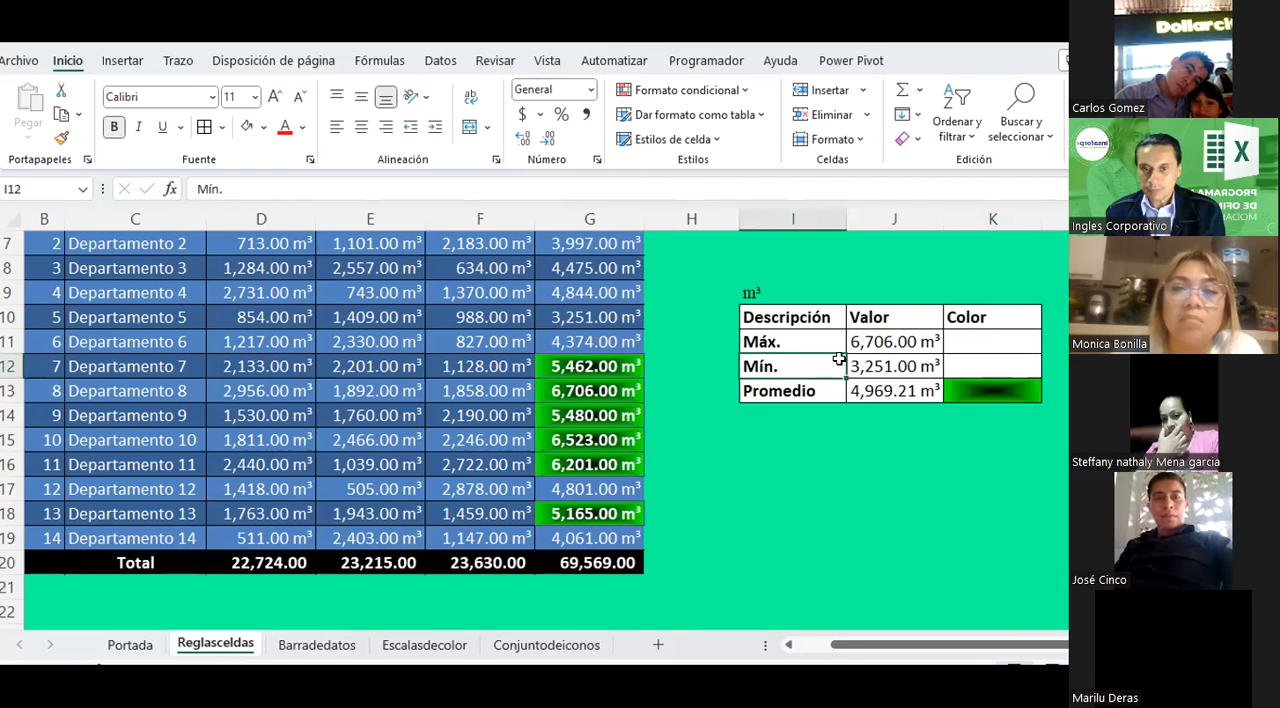 Archivo Inicio Insertar Trazo Disposición de página Fórmulas Datos Revisar Vista Automatizar Programador Ayuda Power Pivot
Pegar
Calibri 11
N K S
General
Formato condicional
Dar formato como tabla
Estilos de celda
Insertar
Eliminar
Formato
Ordenar y filtrar
Buscar y seleccionar
Portapapeles Fuente Alineación Número Estilos Celdas Edición
I12 fx Mín.
B C D E F G H I J K
7 2 Departamento 2 713.00 m³ 1,101.00 m³ 2,183.00 m³ 3,997.00 m³
8 3 Departamento 3 1,284.00 m³ 2,557.00 m³ 634.00 m³ 4,475.00 m³
9 4 Departamento 4 2,731.00 m³ 743.00 m³ 1,370.00 m³ 4,844.00 m³ m³
10 5 Departamento 5 854.00 m³ 1,409.00 m³ 988.00 m³ 3,251.00 m³ Descripción Valor Color
11 6 Departamento 6 1,217.00 m³ 2,330.00 m³ 827.00 m³ 4,374.00 m³ Máx. 6,706.00 m³
12 7 Departamento 7 2,133.00 m³ 2,201.00 m³ 1,128.00 m³ 5,462.00 m³ Mín. 3,251.00 m³
13 8 Departamento 8 2,956.00 m³ 1,892.00 m³ 1,858.00 m³ 6,706.00 m³ Promedio 4,969.21 m³
14 9 Departamento 9 1,530.00 m³ 1,760.00 m³ 2,190.00 m³ 5,480.00 m³
15 10 Departamento 10 1,811.00 m³ 2,466.00 m³ 2,246.00 m³ 6,523.00 m³
16 11 Departamento 11 2,440.00 m³ 1,039.00 m³ 2,722.00 m³ 6,201.00 m³
17 12 Departamento 12 1,418.00 m³ 505.00 m³ 2,878.00 m³ 4,801.00 m³
18 13 Departamento 13 1,763.00 m³ 1,943.00 m³ 1,459.00 m³ 5,165.00 m³
19 14 Departamento 14 511.00 m³ 2,403.00 m³ 1,147.00 m³ 4,061.00 m³
20 Total 22,724.00 23,215.00 23,630.00 69,569.00
21
22
Portada Reglasceldas Barradedatos Escalasdecolor Conjuntodeiconos
Dollarci
Carlos Gomez
PROGRAMA
DE OFI
Ingles Corporativo
Monica Bonilla
Steffany nathaly Mena garcia
José Cinco
Marilu Deras